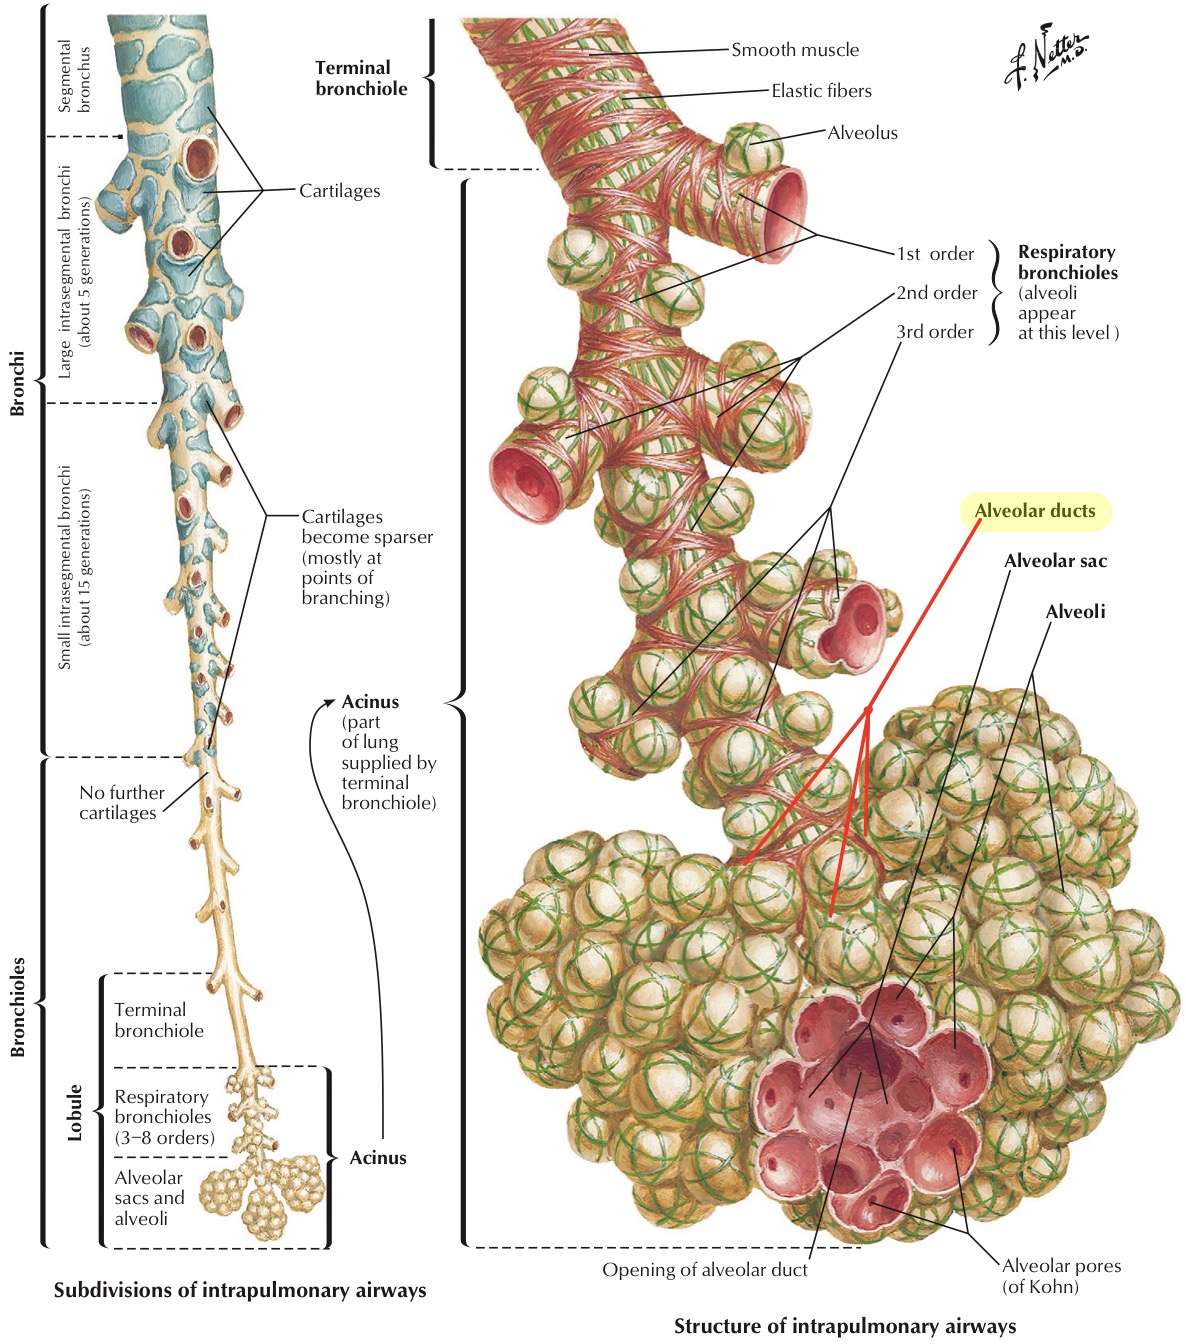 Segmental
bronchus
Large intrasegmental bronchi
(about 5 generations)
Small intrasegmental bronchi
(about 15 generations)
Bronchi
Bronchioles
Cartilages
Cartilages
become sparser
(mostly at
points of
branching)
No further
cartilages
Lobule
Terminal
bronchiole
Respiratory
bronchioles
(3–8 orders)
Alveolar
sacs and
alveoli
Acinus
Subdivisions of intrapulmonary airways
Acinus
(part
of lung
supplied by
terminal
bronchiole)
Terminal
bronchiole
Smooth muscle
Elastic fibers
Alveolus
1st order
2nd order
3rd order
Respiratory
bronchioles
(alveoli
appear
at this level )
Alveolar ducts
Alveolar sac
Alveoli
Opening of alveolar duct
Alveolar pores
(of Kohn)
Structure of intrapulmonary airways
F. Netter
M.D.